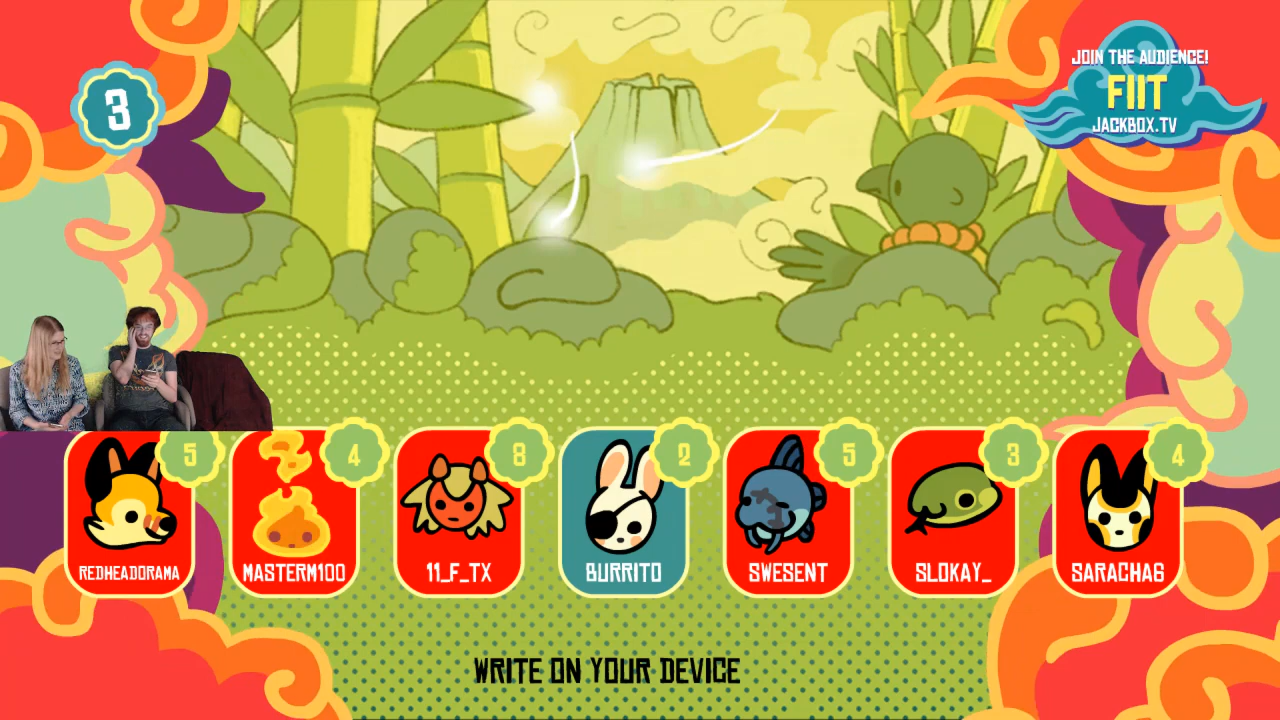 3
JOIN THE AUDIENCE!
FIIT
JACKBOX.TV
5
4
8
2
5
3
4
REDHEADORAMA
MASTERM100
11_F_TX
BURRITO
SWESENT
SLOKAY_
SARACHA6
WRITE ON YOUR DEVICE